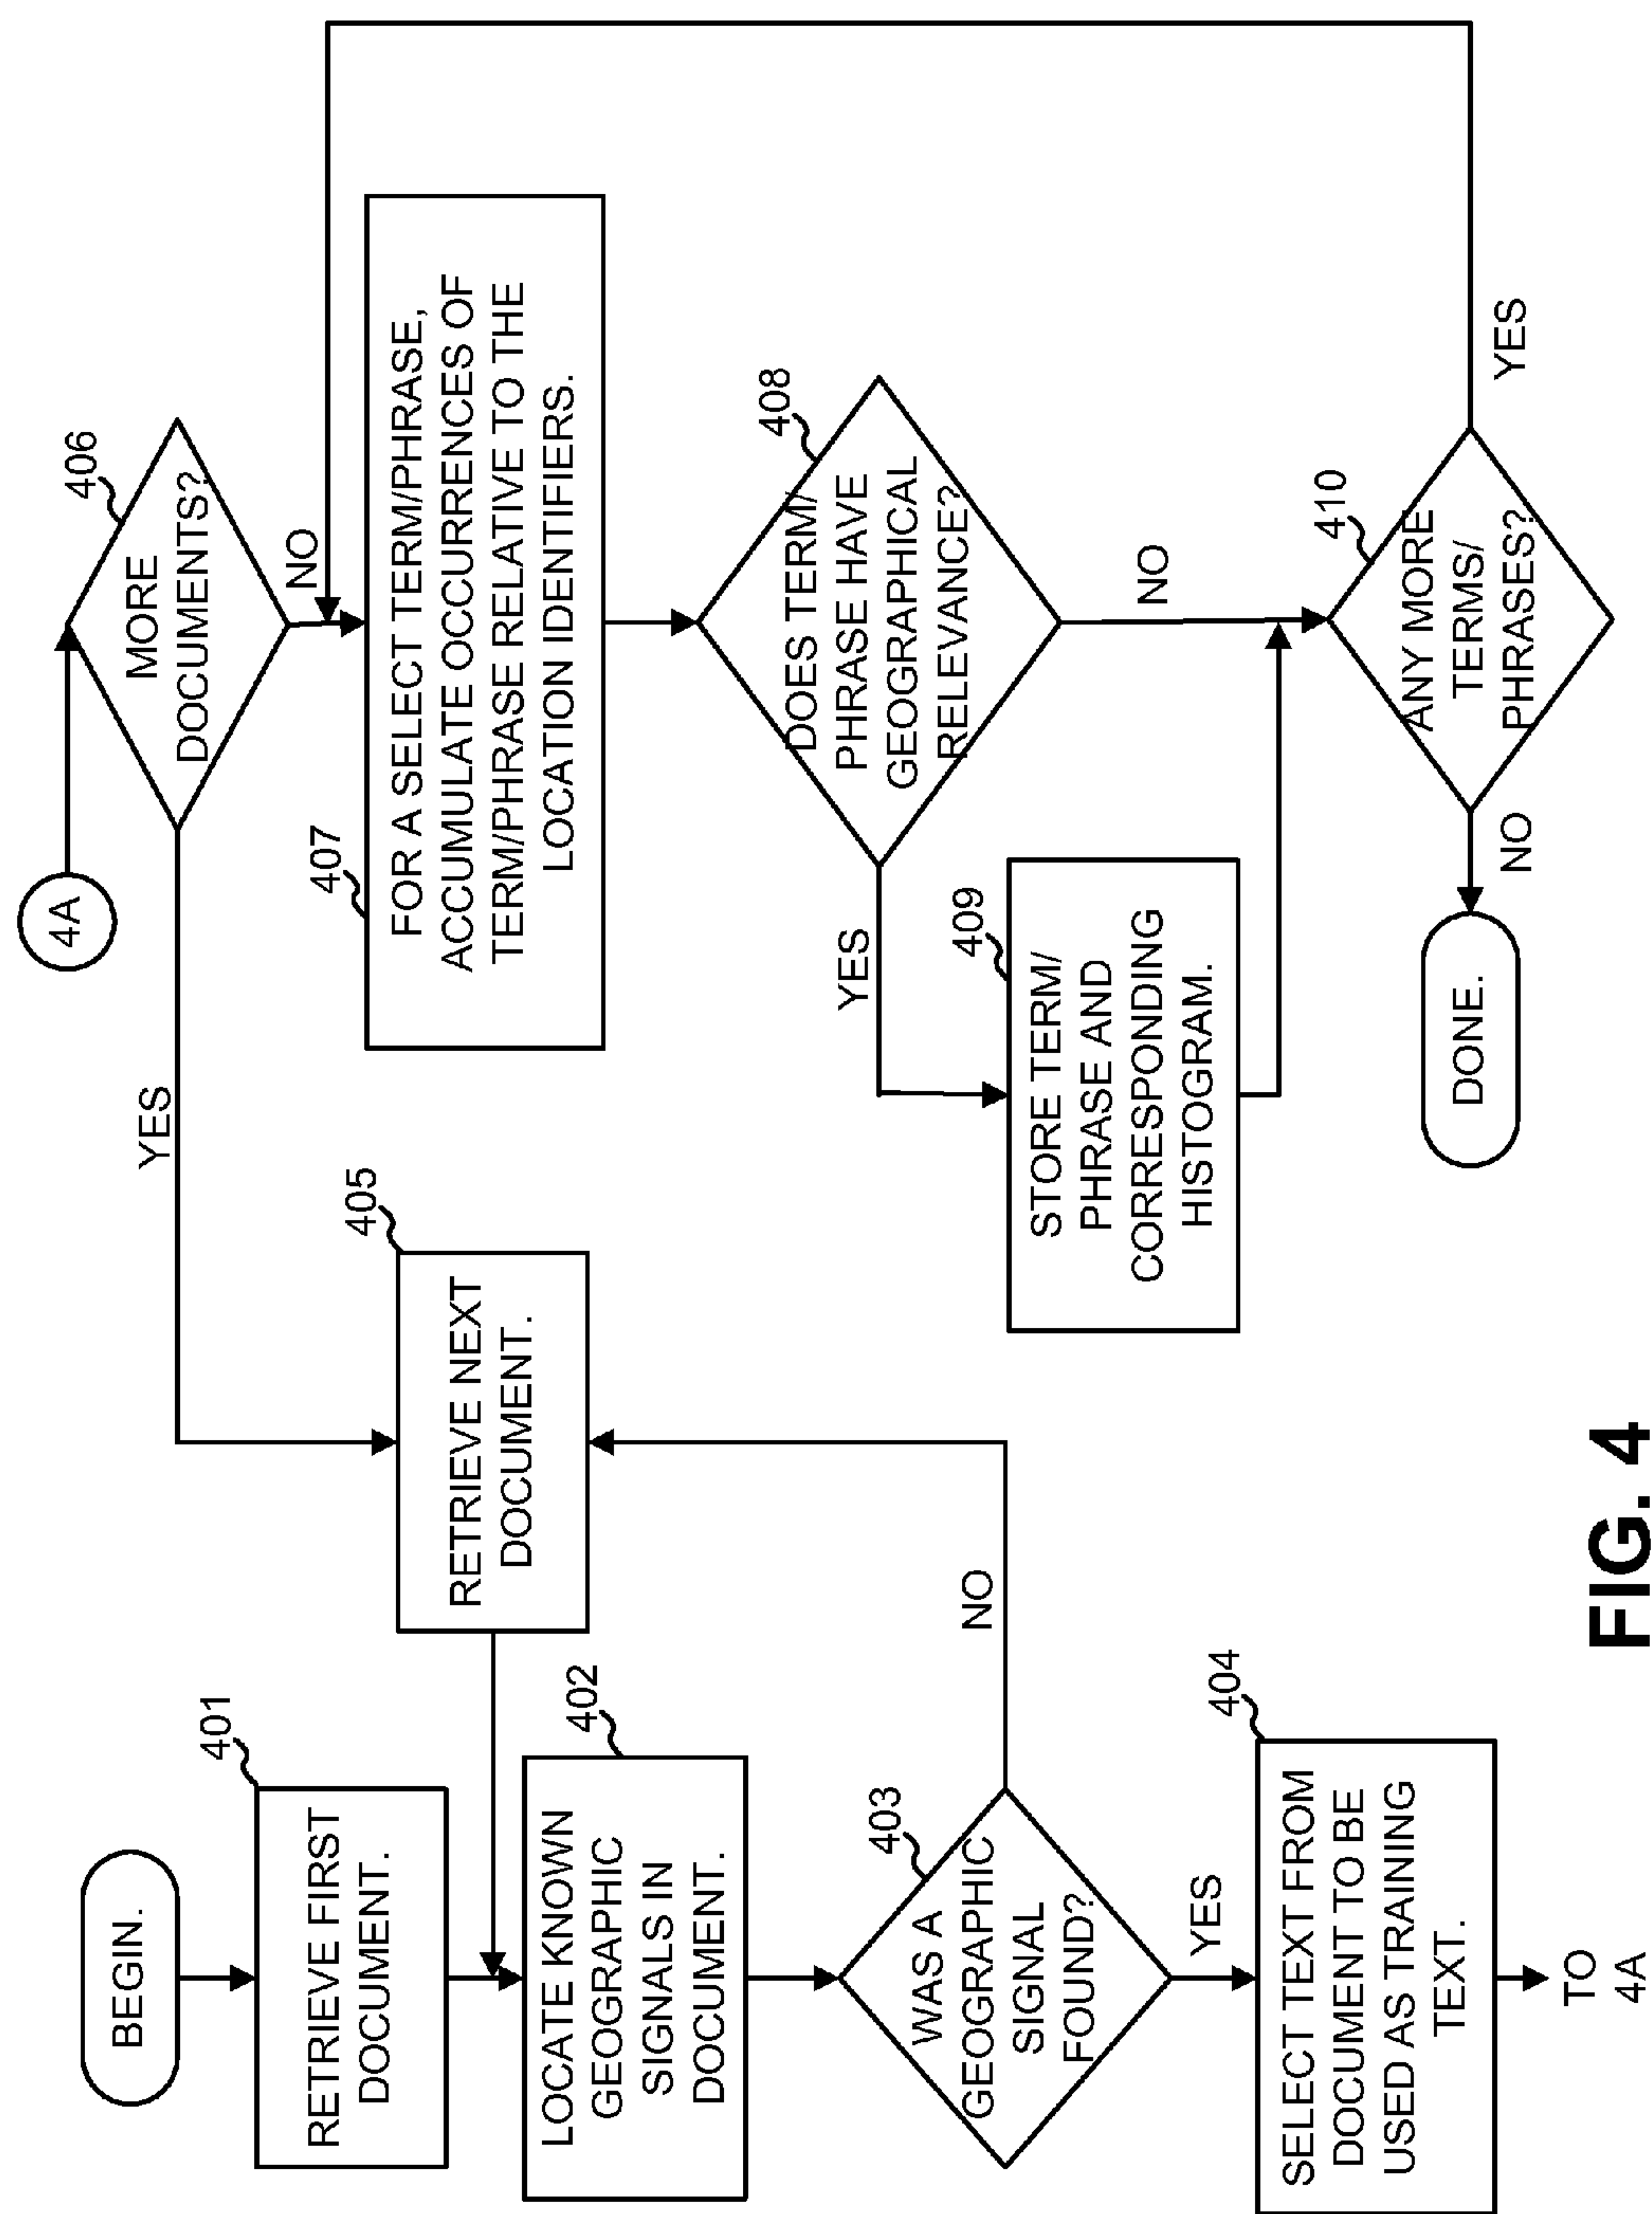 BEGIN.
401
RETRIEVE FIRST
DOCUMENT.
402
LOCATE KNOWN
GEOGRAPHIC
SIGNALS IN
DOCUMENT.
403
WAS A
GEOGRAPHIC
SIGNAL
FOUND?
NO
YES
404
SELECT TEXT FROM
DOCUMENT TO BE
USED AS TRAINING
TEXT.
TO
4A
405
RETRIEVE NEXT
DOCUMENT.
4A
406
MORE
DOCUMENTS?
YES
NO
407
FOR A SELECT TERM/PHRASE,
ACCUMULATE OCCURRENCES OF
TERM/PHRASE RELATIVE TO THE
LOCATION IDENTIFIERS.
408
DOES TERM/
PHRASE HAVE
GEOGRAPHICAL
RELEVANCE?
YES
NO
409
STORE TERM/
PHRASE AND
CORRESPONDING
HISTOGRAM.
410
ANY MORE
TERMS/
PHRASES?
YES
NO
DONE.
FIG. 4